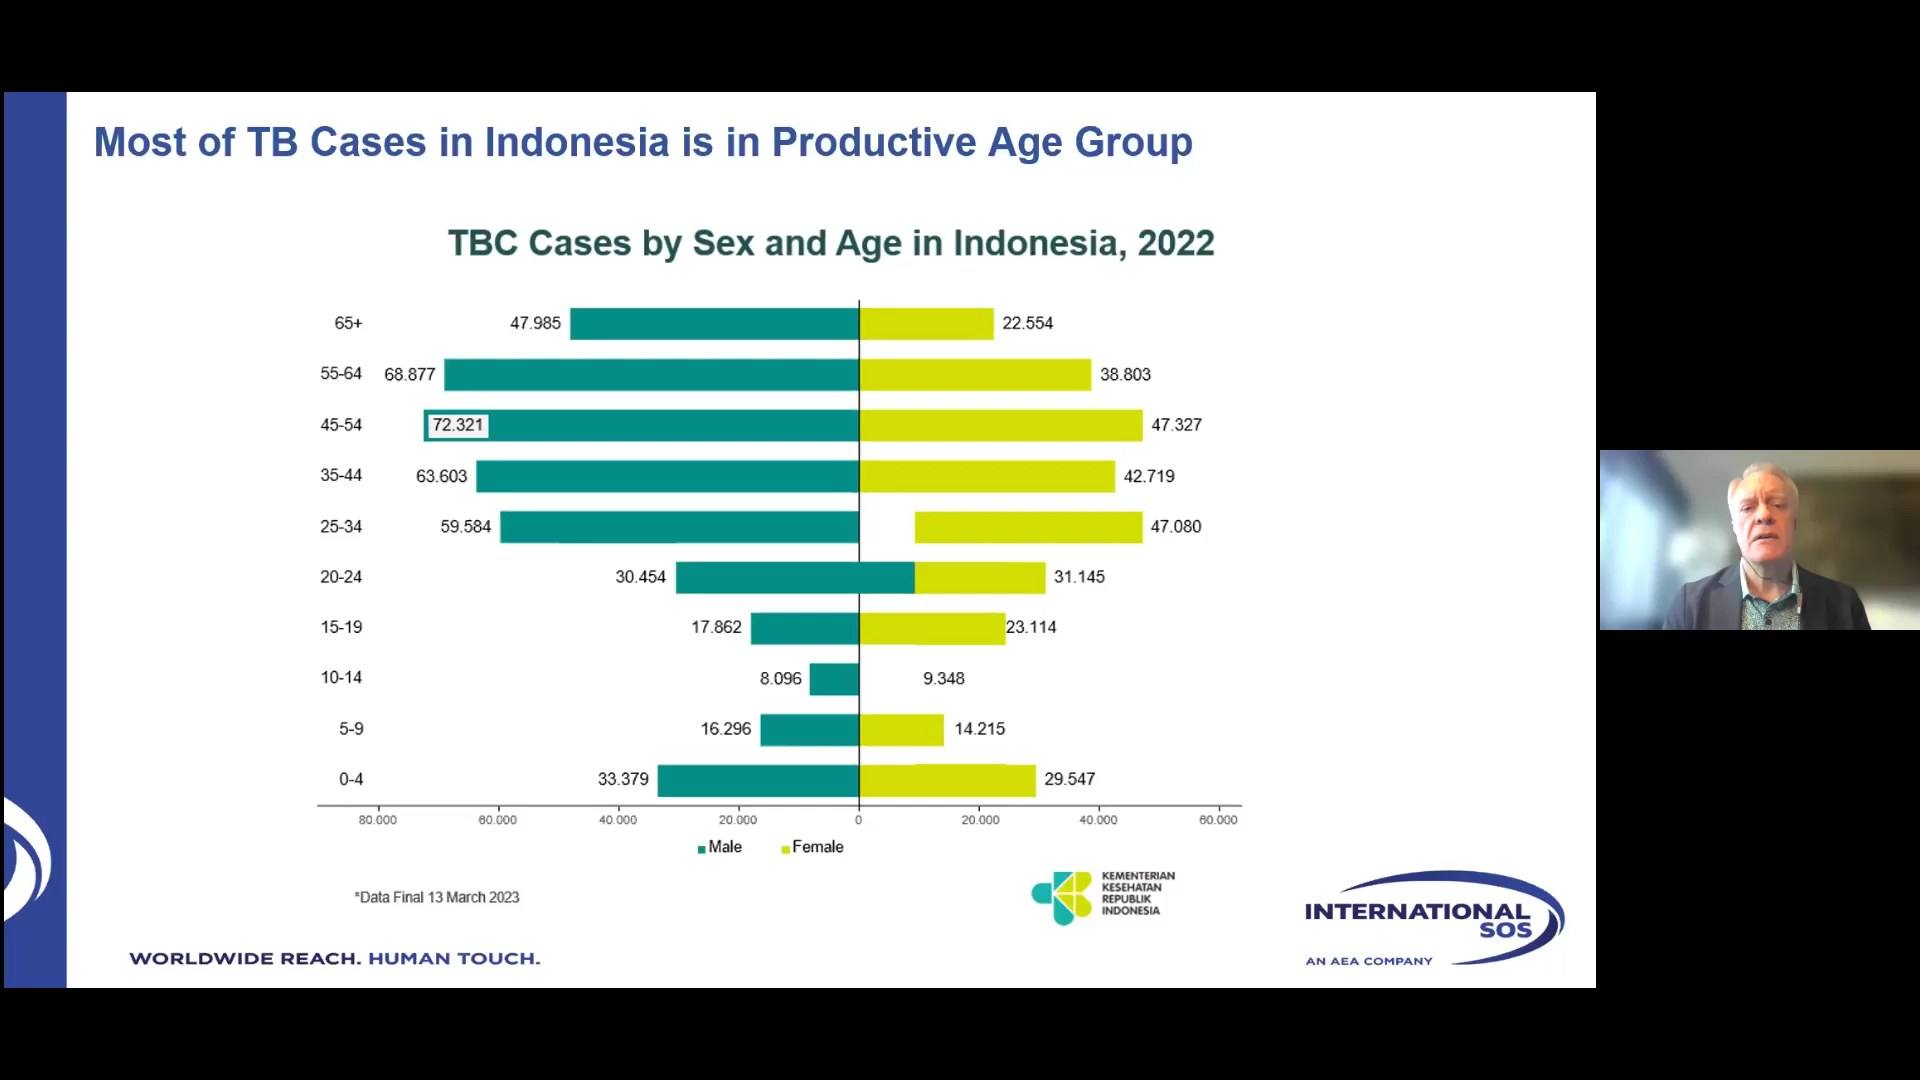 Most of TB Cases in Indonesia is in Productive Age Group
TBC Cases by Sex and Age in Indonesia, 2022
65+ 47.985 22.554
55-64 68.877 38.803
45-54 72.321 47.327
35-44 63.603 42.719
25-34 59.584 47.080
20-24 30.454 31.145
15-19 17.862 23.114
10-14 8.096 9.348
5-9 16.296 14.215
0-4 33.379 29.547
80.000 60.000 40.000 20.000 0 20.000 40.000 60.000
Male Female
*Data Final 13 March 2023
KEMENTERIAN
KESEHATAN
REPUBLIK
INDONESIA
INTERNATIONAL
SOS
AN AEA COMPANY
WORLDWIDE REACH. HUMAN TOUCH.